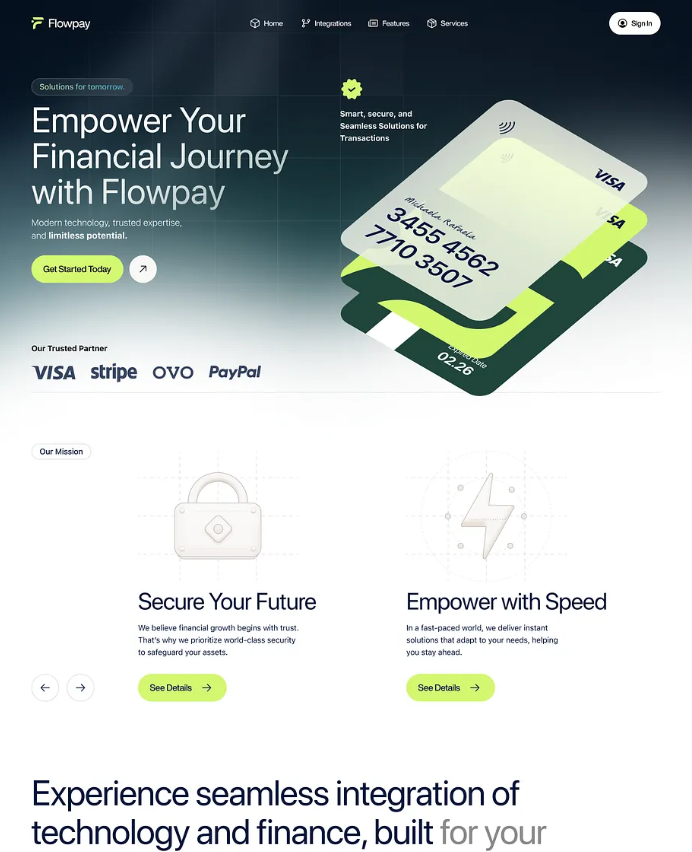 Flowpay
Home
Integrations
Features
Services
Sign In
Solutions for tomorrow.
Empower Your
Financial Journey
with Flowpay
Modern technology, trusted expertise,
and limitless potential.
Get Started Today
Smart, secure, and
Seamless Solutions for
Transactions
VISA
VISA
SA
Michaela Rafaela
3455 4562
7710 3507
Expired Date
02.26
Our Trusted Partner
VISA
stripe
OVO
PayPal
Our Mission
Secure Your Future
We believe financial growth begins with trust.
That's why we prioritize world-class security
to safeguard your assets.
See Details
Empower with Speed
In a fast-paced world, we deliver instant
solutions that adapt to your needs, helping
you stay ahead.
See Details
Experience seamless integration of
technology and finance, built for your